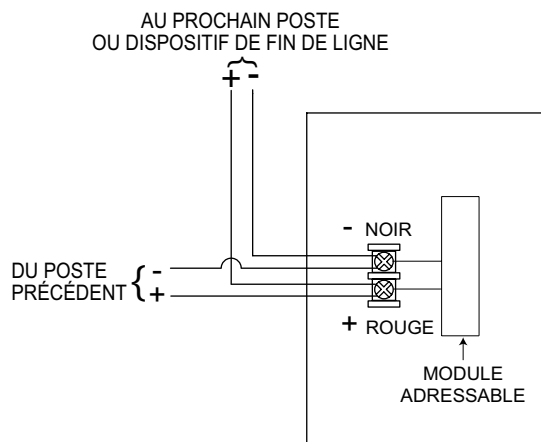 AU PROCHAIN POSTE
OU DISPOSITIF DE FIN DE LIGNE
{
+ -
- NOIR
DU POSTE
PRÉCÉDENT { -
+
+ ROUGE
MODULE
ADRESSABLE